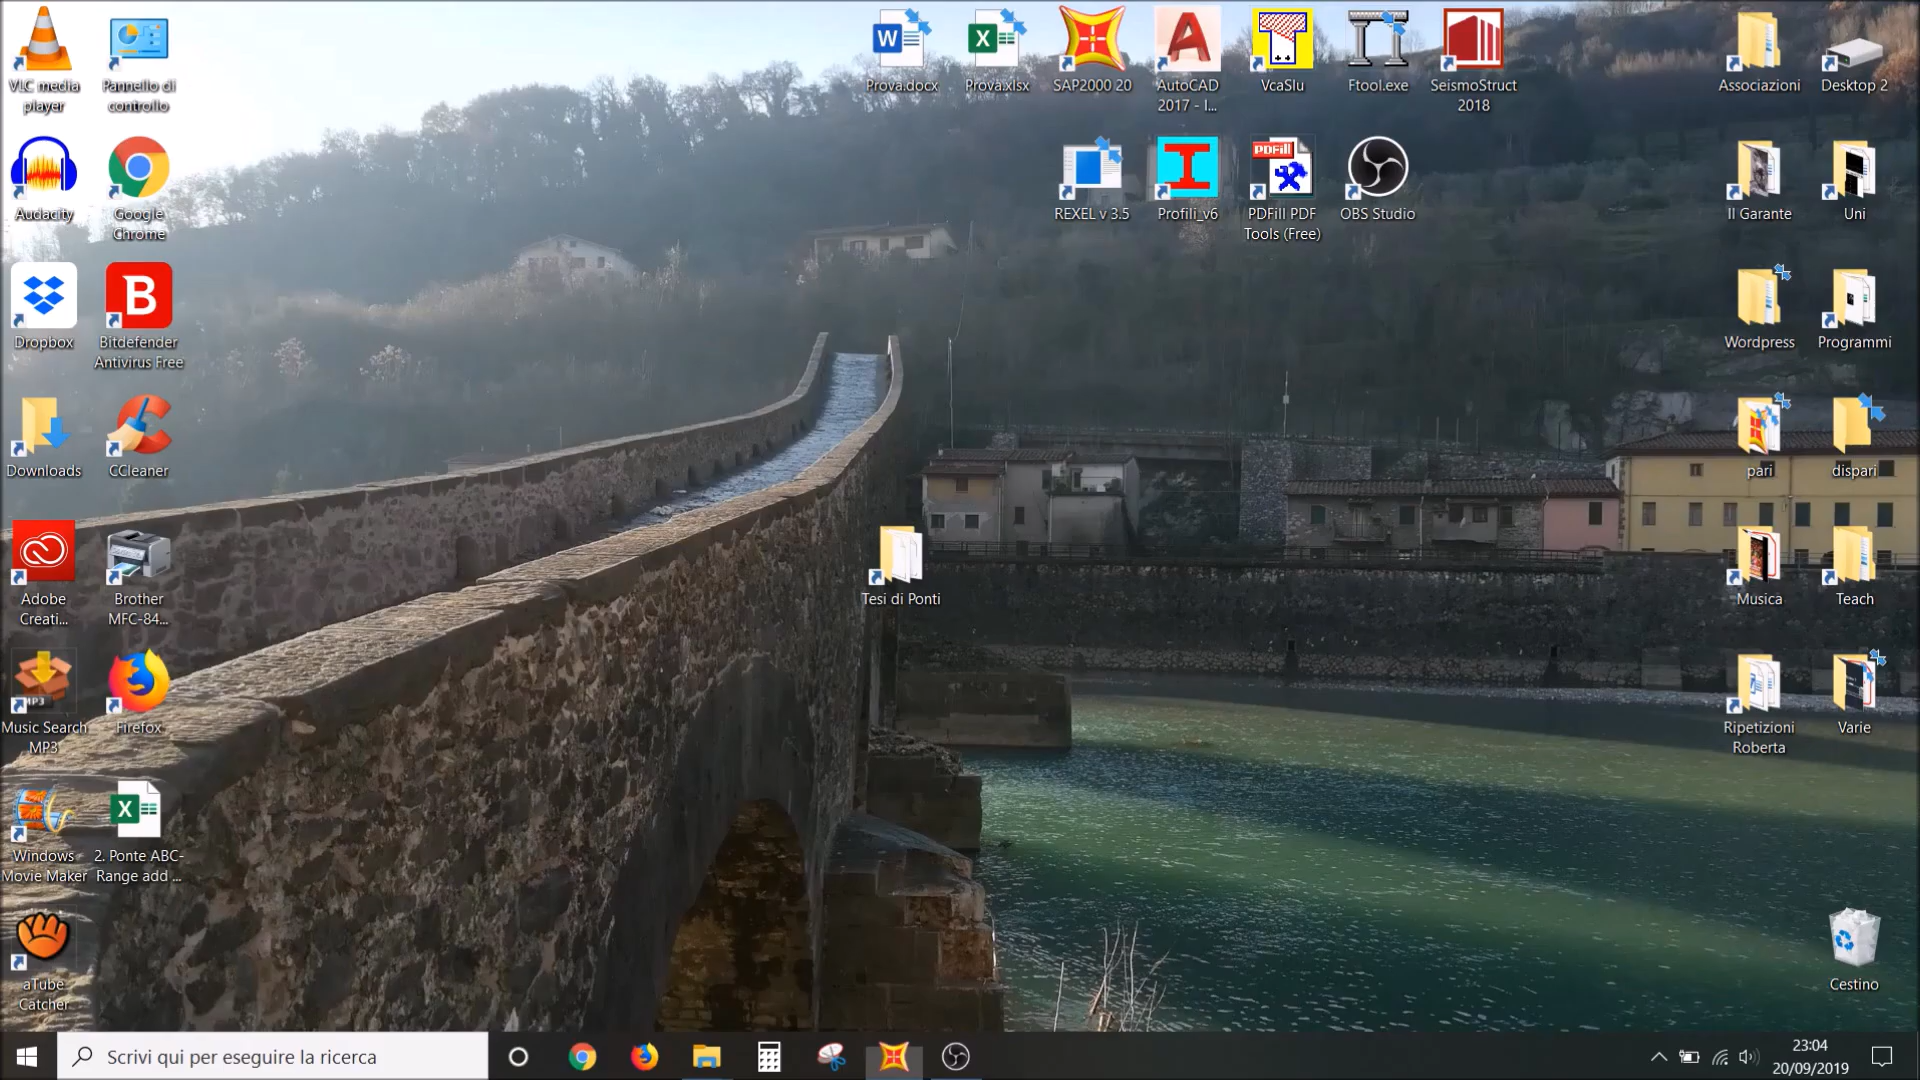 VLC media
player
Pannello di
controllo
Prova.docx
Prova.xlsx
SAP2000 20
AutoCAD
2017 - I...
VcaSlu
Ftool.exe
SeismoStruct
2018
Associazioni
Desktop 2
Audacity
Google
Chrome
REXEL v 3.5
Profili_v6
PDFill
PDFill PDF
Tools (Free)
OBS Studio
Il Garante
Uni
Dropbox
Bitdefender
Antivirus Free
Wordpress
Programmi
Downloads
CCleaner
pari
dispari
Adobe
Creati...
Brother
MFC-84...
Tesi di Ponti
Musica
Teach
MP3
Music Search
MP3
Firefox
Ripetizioni
Roberta
Varie
Windows
Movie Maker
2. Ponte ABC-
Range add ...
aTube
Catcher
Cestino
Scrivi qui per eseguire la ricerca
23:04
20/09/2019